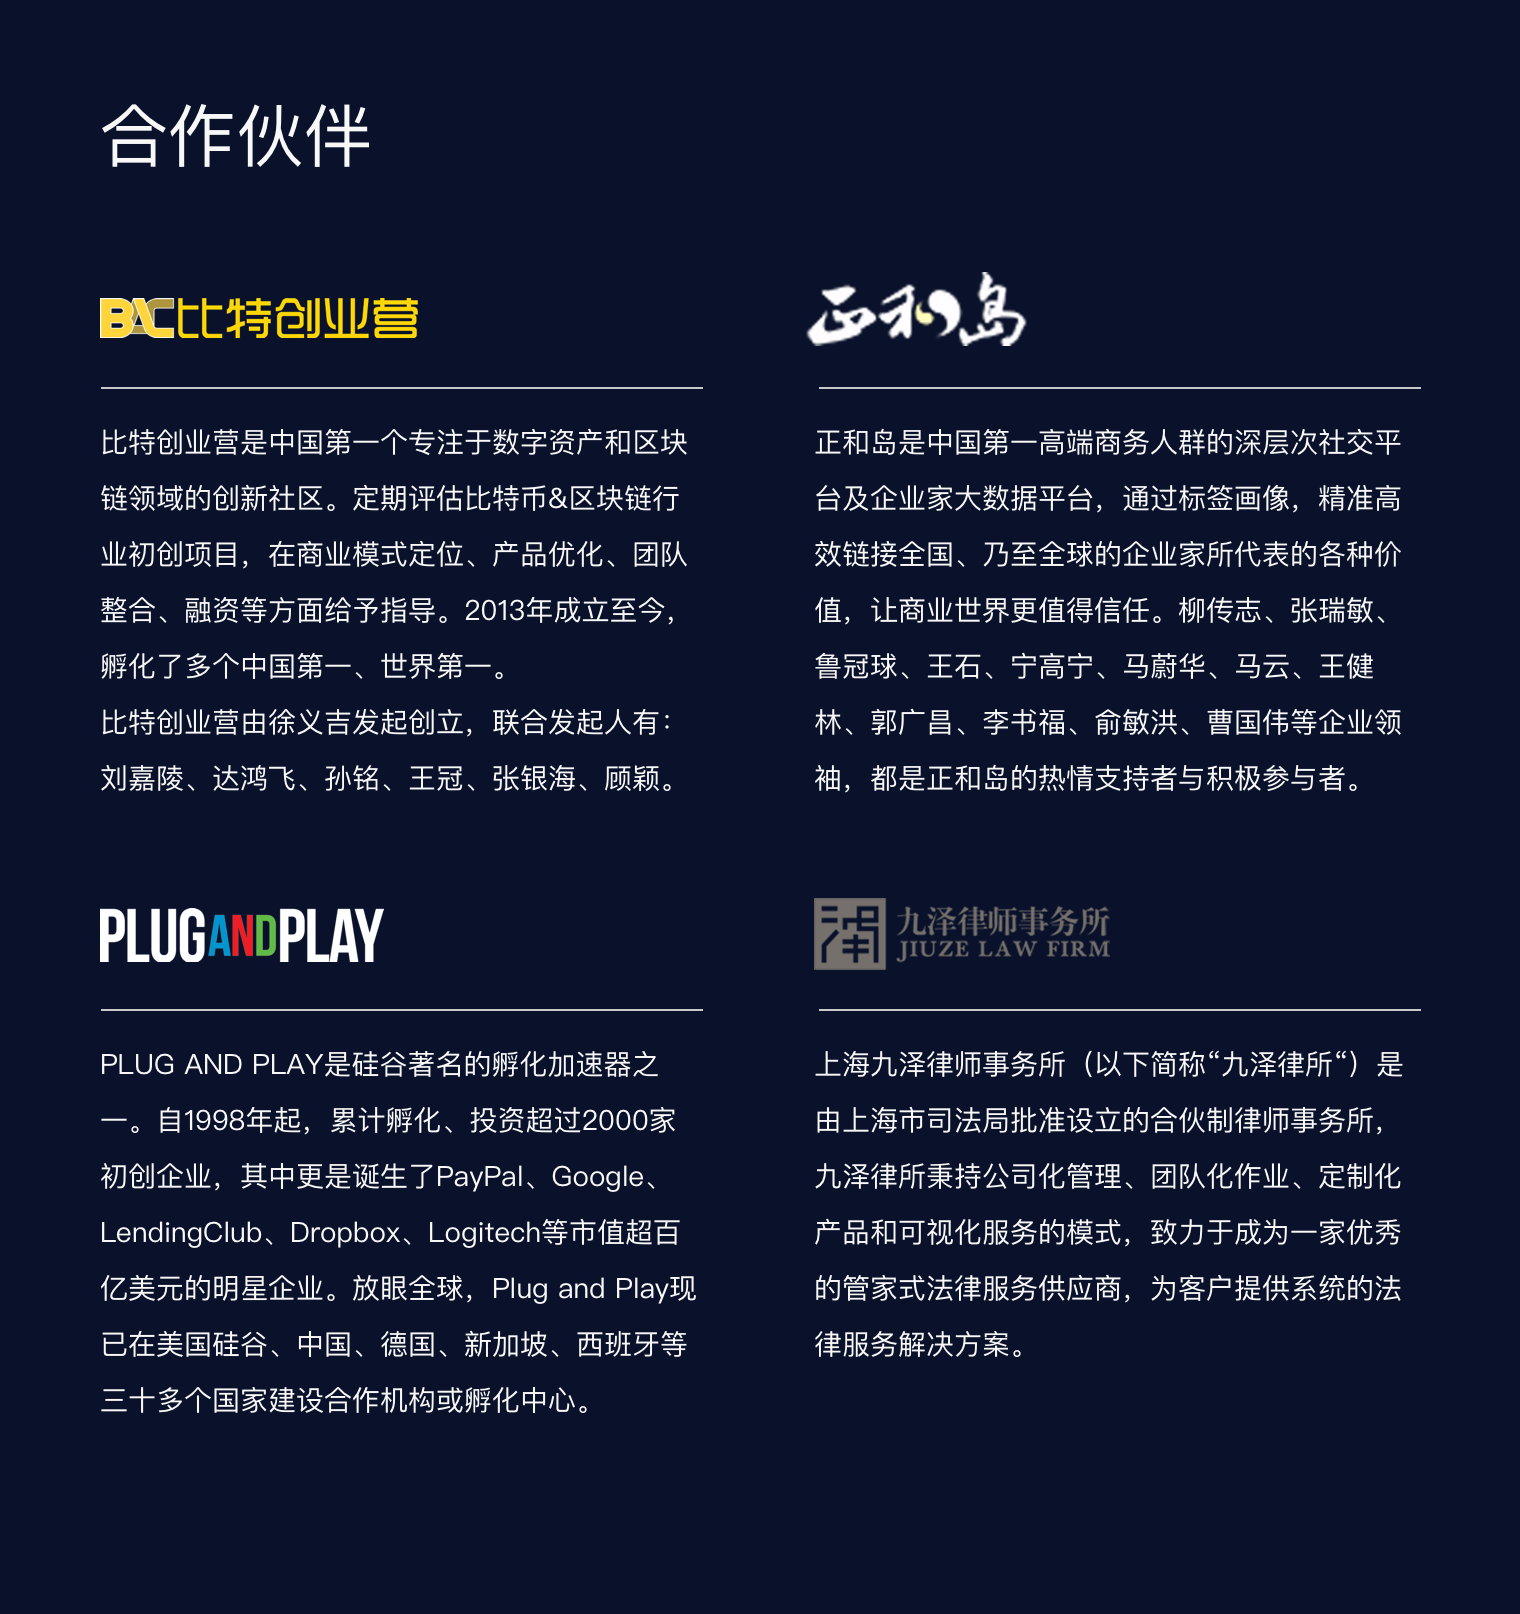 合作伙伴
BAC比特创业营
比特创业营是中国第一个专注于数字资产和区块
链领域的创新社区。定期评估比特币&区块链行
业初创项目，在商业模式定位、产品优化、团队
整合、融资等方面给予指导。2013年成立至今，
孵化了多个中国第一、世界第一。
比特创业营由徐义吉发起创立，联合发起人有：
刘嘉陵、达鸿飞、孙铭、王冠、张银海、顾颖。
正和岛
正和岛是中国第一高端商务人群的深层次社交平
台及企业家大数据平台，通过标签画像，精准高
效链接全国、乃至全球的企业家所代表的各种价
值，让商业世界更值得信任。柳传志、张瑞敏、
鲁冠球、王石、宁高宁、马蔚华、马云、王健
林、郭广昌、李书福、俞敏洪、曹国伟等企业领
袖，都是正和岛的热情支持者与积极参与者。
PLUGANDPLAY
PLUG AND PLAY是硅谷著名的孵化加速器之
一。自1998年起，累计孵化、投资超过2000家
初创企业，其中更是诞生了PayPal、Google、
LendingClub、Dropbox、Logitech等市值超百
亿美元的明星企业。放眼全球，Plug and Play现
已在美国硅谷、中国、德国、新加坡、西班牙等
三十多个国家建设合作机构或孵化中心。
九泽律师事务所
JIUZE LAW FIRM
上海九泽律师事务所（以下简称“九泽律所“）是
由上海市司法局批准设立的合伙制律师事务所，
九泽律所秉持公司化管理、团队化作业、定制化
产品和可视化服务的模式，致力于成为一家优秀
的管家式法律服务供应商，为客户提供系统的法
律服务解决方案。